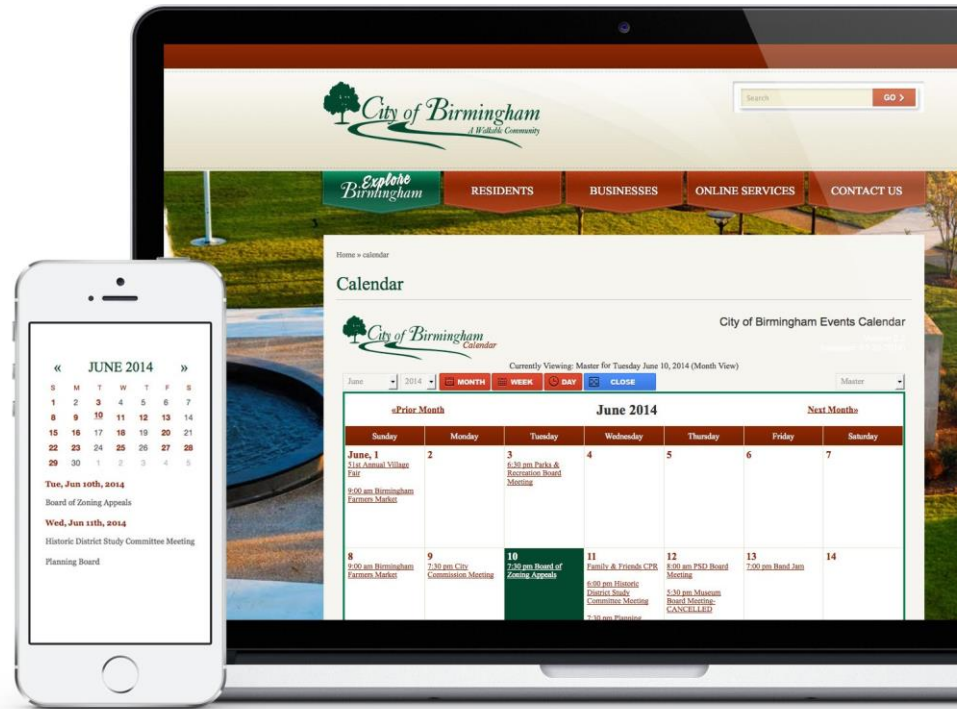 City of Birmingham
A Walkable Community
Search
GO >
Explore
Birmingham
RESIDENTS
BUSINESSES
ONLINE SERVICES
CONTACT US
Home » calendar
Calendar
City of Birmingham
Calendar
City of Birmingham Events Calendar
Currently Viewing: Master for Tuesday June 10, 2014 (Month View)
June 2014 MONTH WEEK DAY CLOSE Master
«Prior Month June 2014 Next Month»
Sunday Monday Tuesday Wednesday Thursday Friday Saturday
June, 1
51st Annual Village
Fair
9:00 am Birmingham
Farmers Market
2
3
6:30 pm Parks &
Recreation Board
Meeting
4
5
6
7
8
9:00 am Birmingham
Farmers Market
9
7:30 pm City
Commission Meeting
10
7:30 pm Board of
Zoning Appeals
11
Family & Friends CPR
6:00 pm Historic
District Study
Committee Meeting
7:30 pm Planning
12
8:00 am PSD Board
Meeting
5:30 pm Museum
Board Meeting-
CANCELLED
13
7:00 pm Band Jam
14
« JUNE 2014 »
S M T W T F S
1 2 3 4 5 6 7
8 9 10 11 12 13 14
15 16 17 18 19 20 21
22 23 24 25 26 27 28
29 30 1 2 3 4 5
Tue, Jun 10th, 2014
Board of Zoning Appeals
Wed, Jun 11th, 2014
Historic District Study Committee Meeting
Planning Board